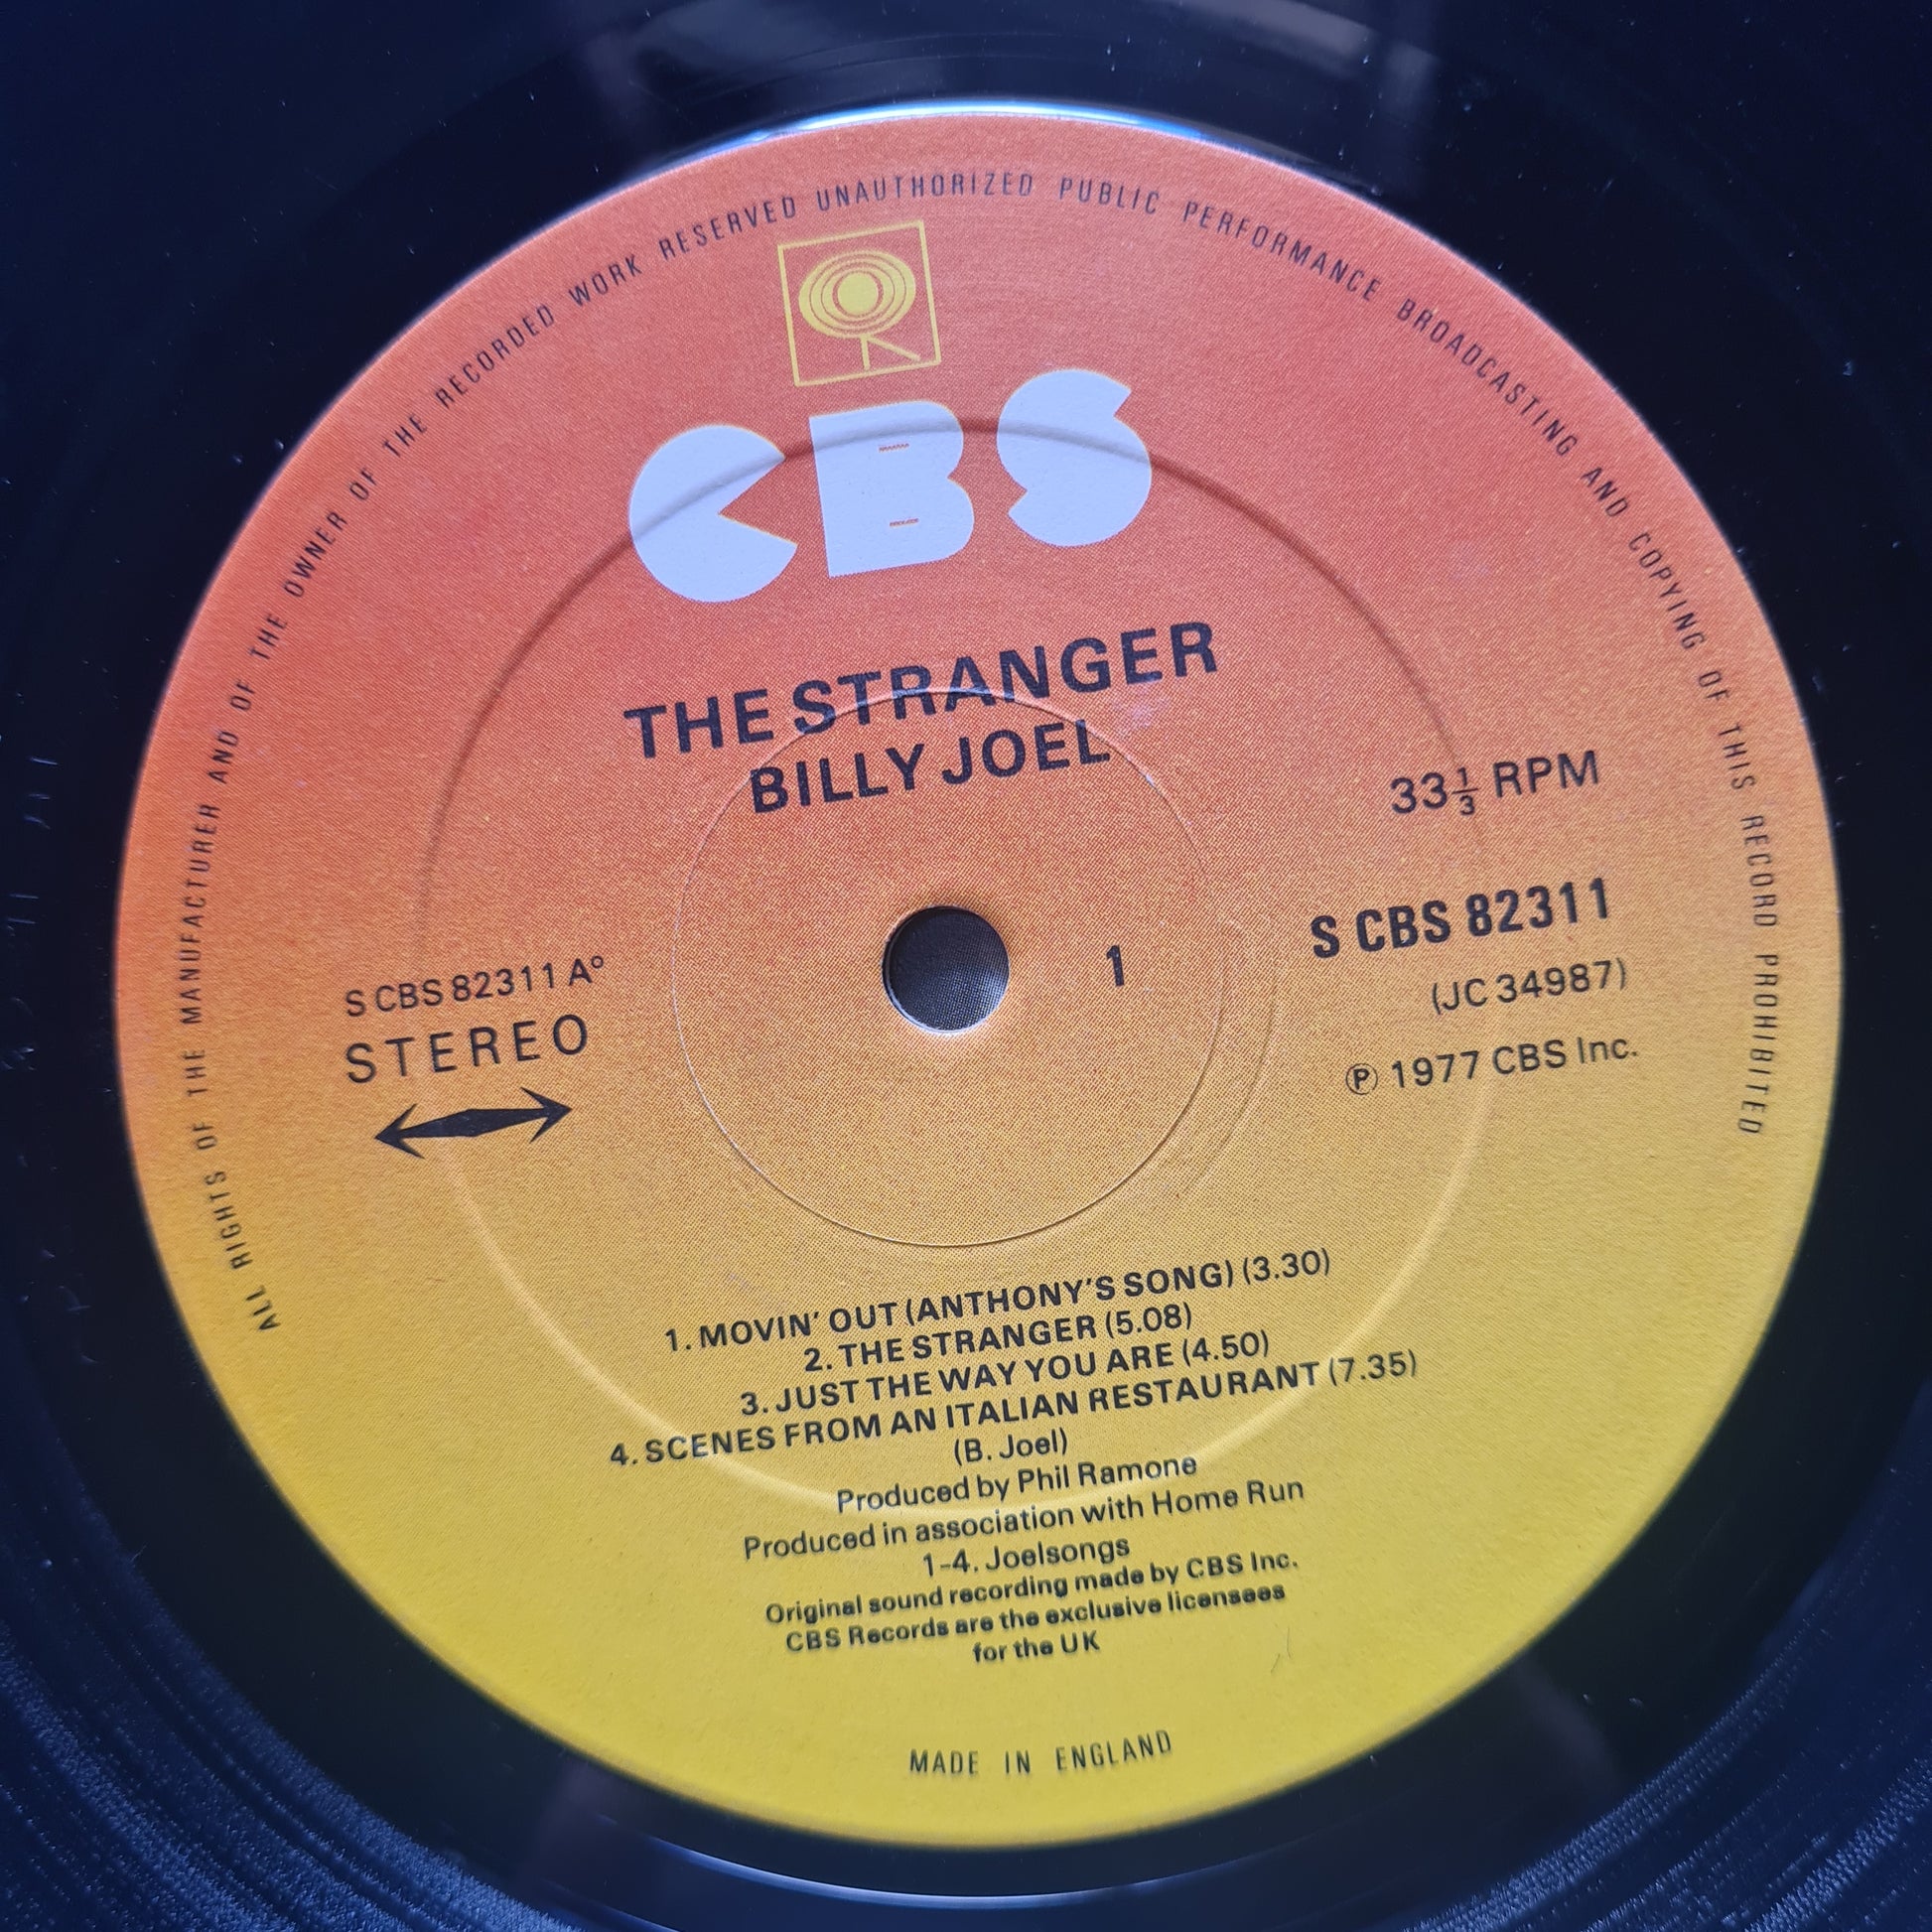 ALL RIGHTS OF THE MANUFACTURER AND OF THE OWNER OF THE RECORDED WORK RESERVED UNAUTHORIZED PUBLIC PERFORMANCE BROADCASTING AND COPYING OF THIS RECORD PROHIBITED
CBS
THE STRANGER
BILLY JOEL
33⅓ RPM
S CBS 82311 A°
STEREO
1
S CBS 82311
(JC 34987)
℗ 1977 CBS Inc.
1. MOVIN' OUT (ANTHONY'S SONG) (3.30)
2. THE STRANGER (5.08)
3. JUST THE WAY YOU ARE (4.50)
4. SCENES FROM AN ITALIAN RESTAURANT (7.35)
(B. Joel)
Produced by Phil Ramone
Produced in association with Home Run
1-4. Joelsongs
Original sound recording made by CBS Inc.
CBS Records are the exclusive licensees
for the UK
MADE IN ENGLAND